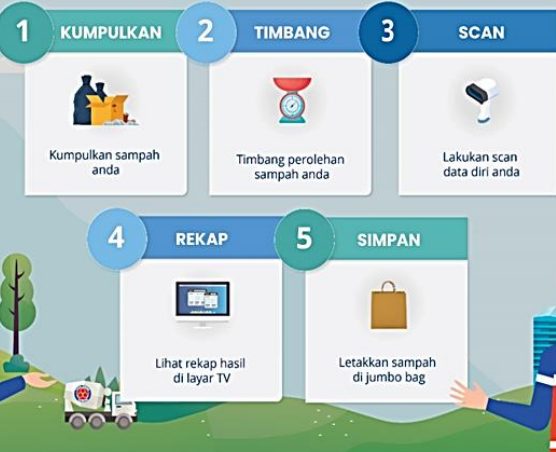 1 KUMPULKAN
Kumpulkan sampah
anda
2 TIMBANG
Timbang perolehan
sampah anda
3 SCAN
Lakukan scan
data diri anda
4 REKAP
Lihat rekap hasil
di layar TV
5 SIMPAN
Letakkan sampah
di jumbo bag